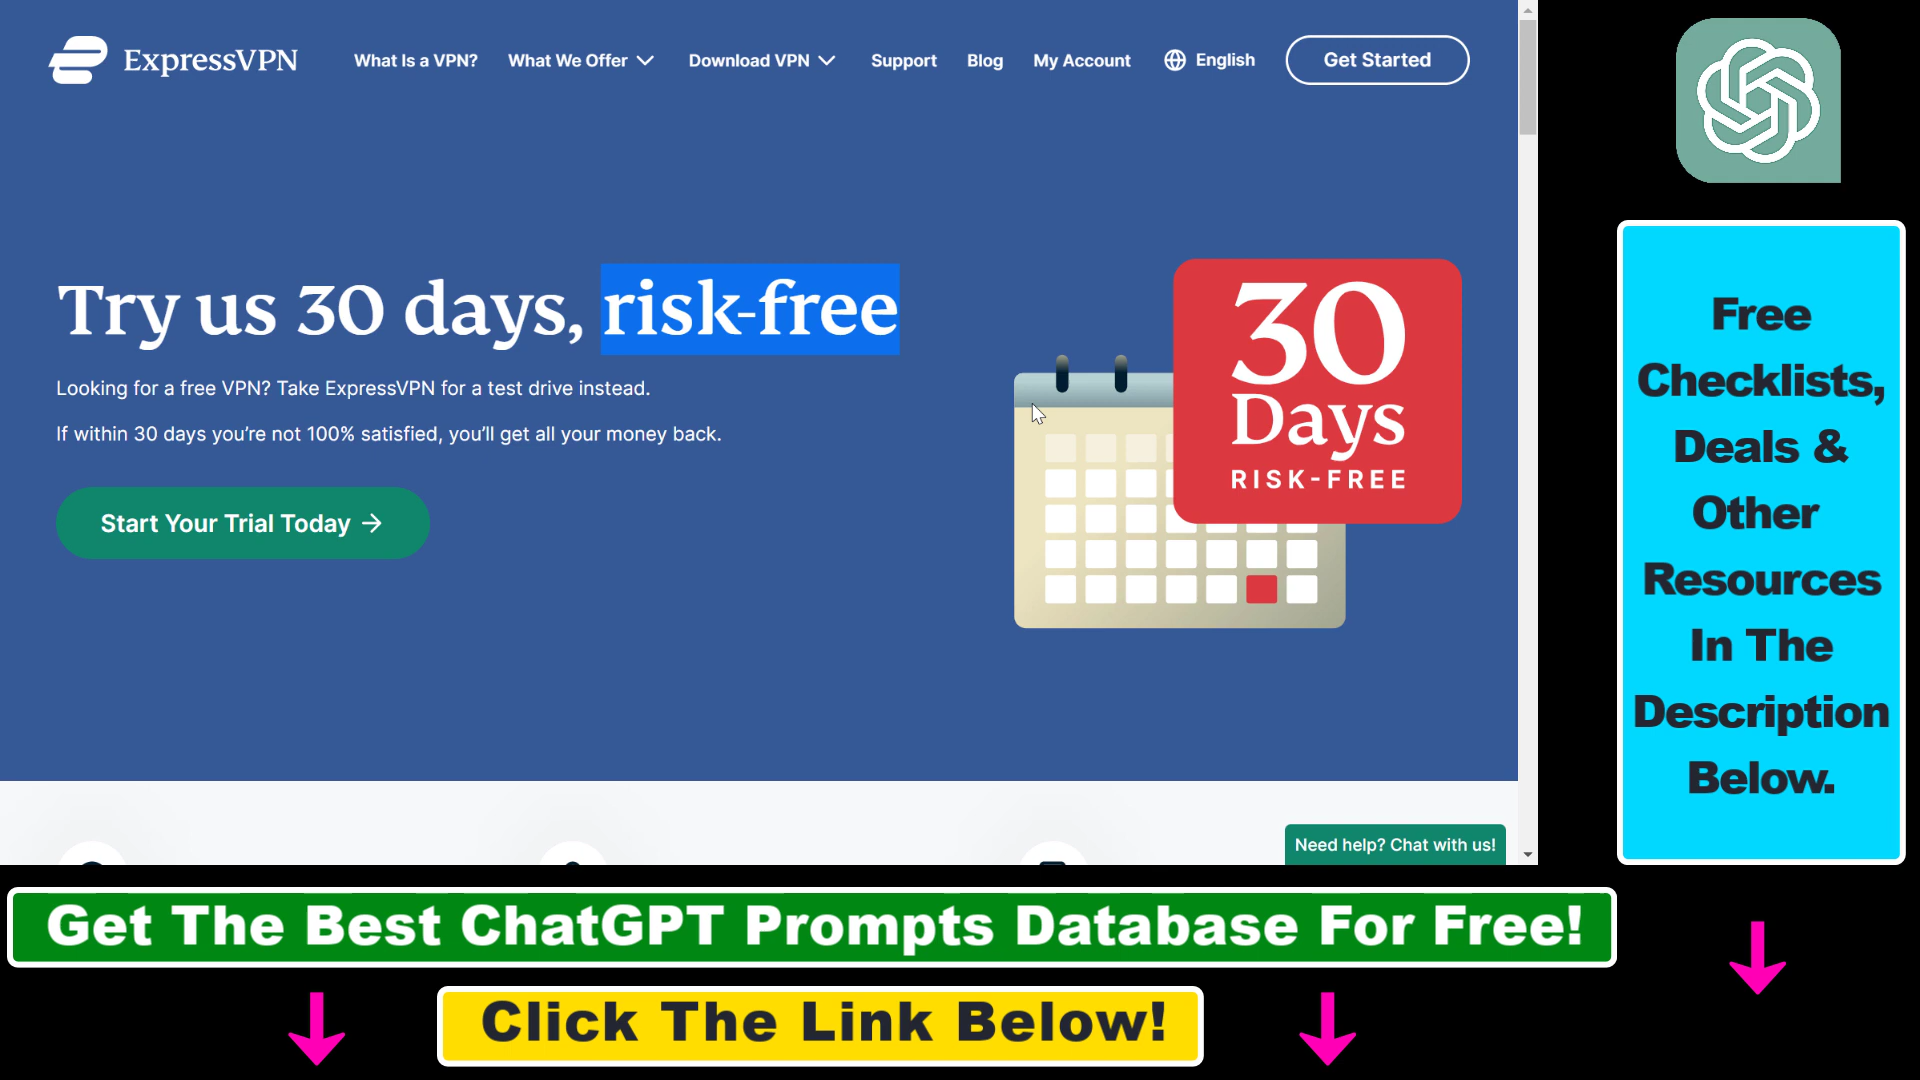 ExpressVPN
What Is a VPN?
What We Offer
Download VPN
Support
Blog
My Account
English
Get Started
Try us 30 days, risk-free
Looking for a free VPN? Take ExpressVPN for a test drive instead.
If within 30 days you’re not 100% satisfied, you’ll get all your money back.
Start Your Trial Today
30
Days
RISK-FREE
Need help? Chat with us!
Free
Checklists,
Deals &
Other
Resources
In The
Description
Below.
Get The Best ChatGPT Prompts Database For Free!
Click The Link Below!